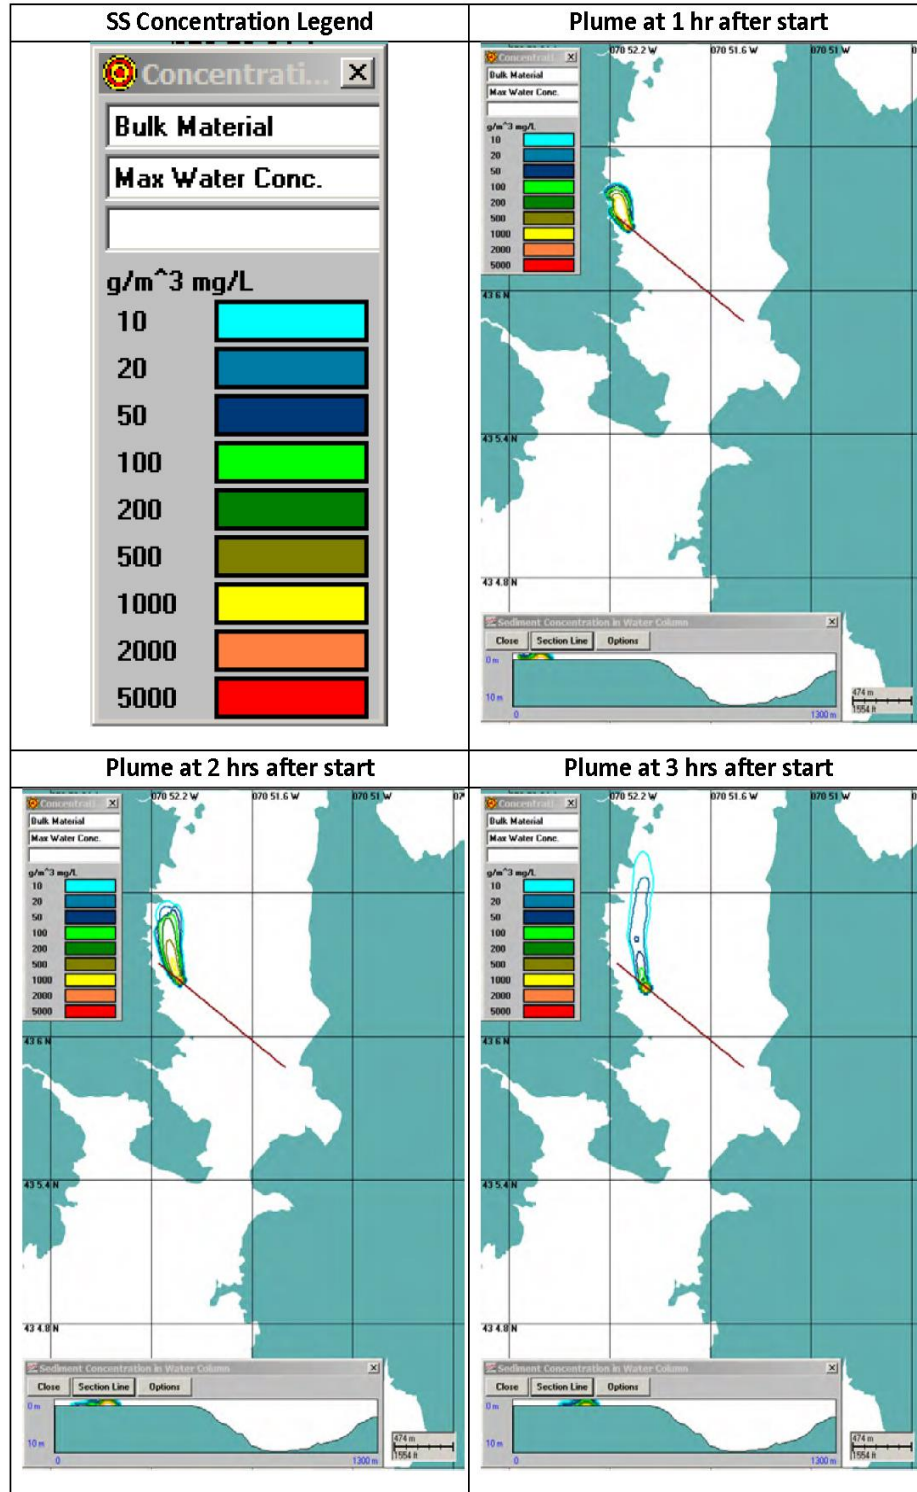 SS Concentration Legend
Concentrati...
Bulk Material
Max Water Conc.
g/m^3 mg/L
10
20
50
100
200
500
1000
2000
5000
Plume at 1 hr after start
Bulk Material
Max Water Conc.
g/m^3 mg/L
10
20
50
100
200
500
1000
2000
5000
070 52.2 W
070 51.6 W
070 51 W
43 6 N
43 5.4 N
43 4.8 N
Sediment Concentration in Water Column
Close Section Line Options
0 m
10 m
0 1300 m
474 m
1554 ft
Plume at 2 hrs after start
Bulk Material
Max Water Conc.
g/m^3 mg/L
10
20
50
100
200
500
1000
2000
5000
070 52.2 W
070 51.6 W
070 51 W
43 6 N
43 5.4 N
43 4.8 N
Sediment Concentration in Water Column
Close Section Line Options
0 m
10 m
0 1300 m
474 m
1554 ft
Plume at 3 hrs after start
Bulk Material
Max Water Conc.
g/m^3 mg/L
10
20
50
100
200
500
1000
2000
5000
070 52.2 W
070 51.6 W
070 51 W
43 6 N
43 5.4 N
43 4.8 N
Sediment Concentration in Water Column
Close Section Line Options
0 m
10 m
0 1300 m
474 m
1554 ft